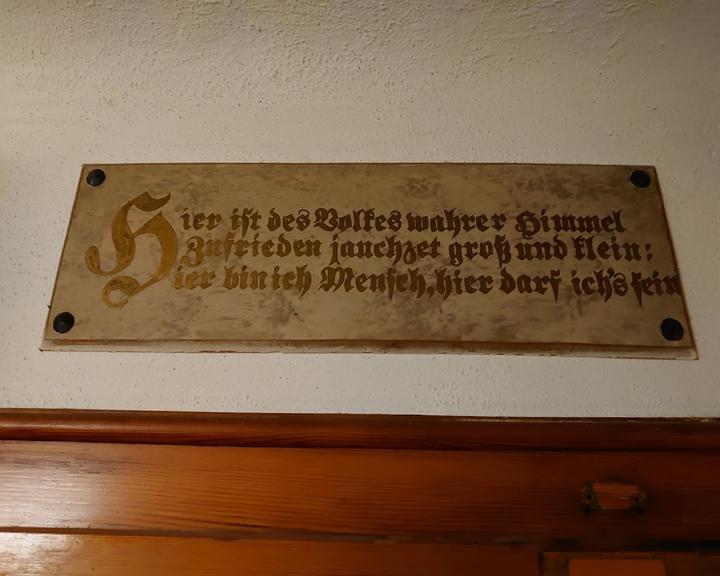 Hier ist des Volkes wahrer Himmel
Zufrieden jauchzet groß und klein:
Hier bin ich Mensch, hier darf ich's sein